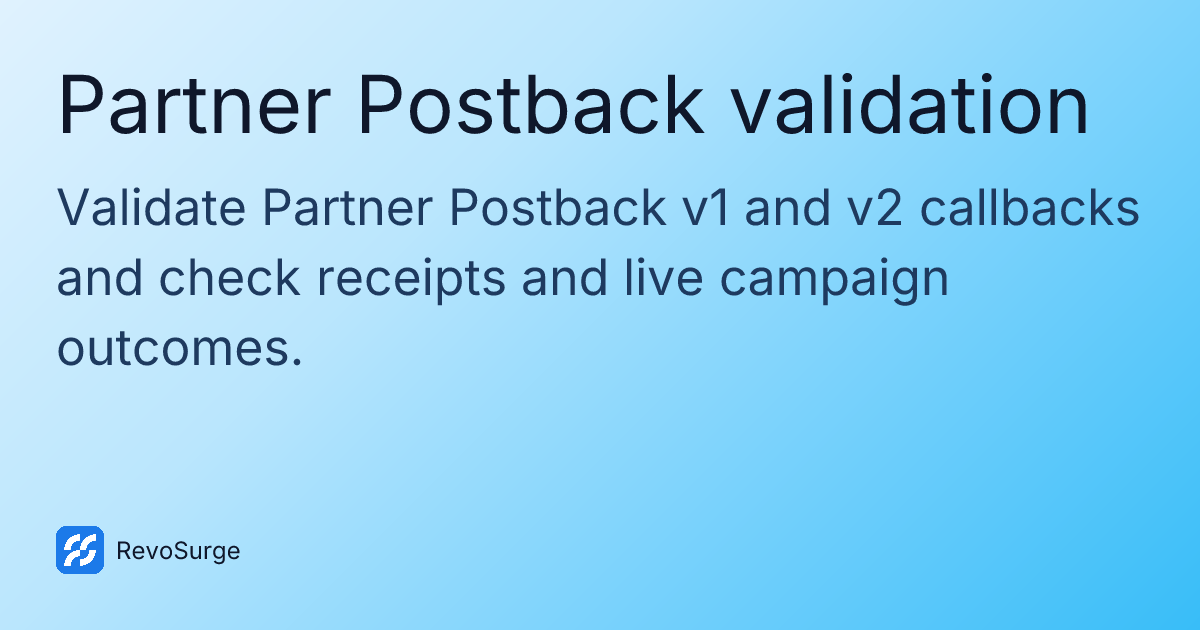 Partner Postback validation
Validate Partner Postback v1 and v2 callbacks
and check receipts and live campaign
outcomes.
RevoSurge